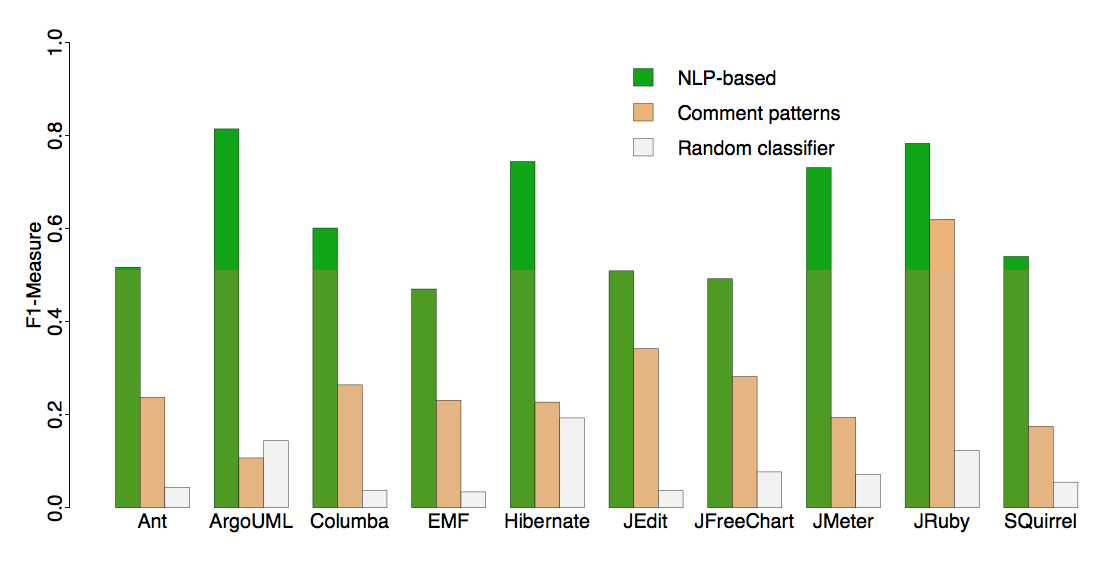 NLP-based
Comment patterns
Random classifier
F1-Measure
1.0
0.8
0.6
0.4
0.2
0.0
Ant ArgoUML Columba EMF Hibernate JEdit JFreeChart JMeter JRuby SQuirrel